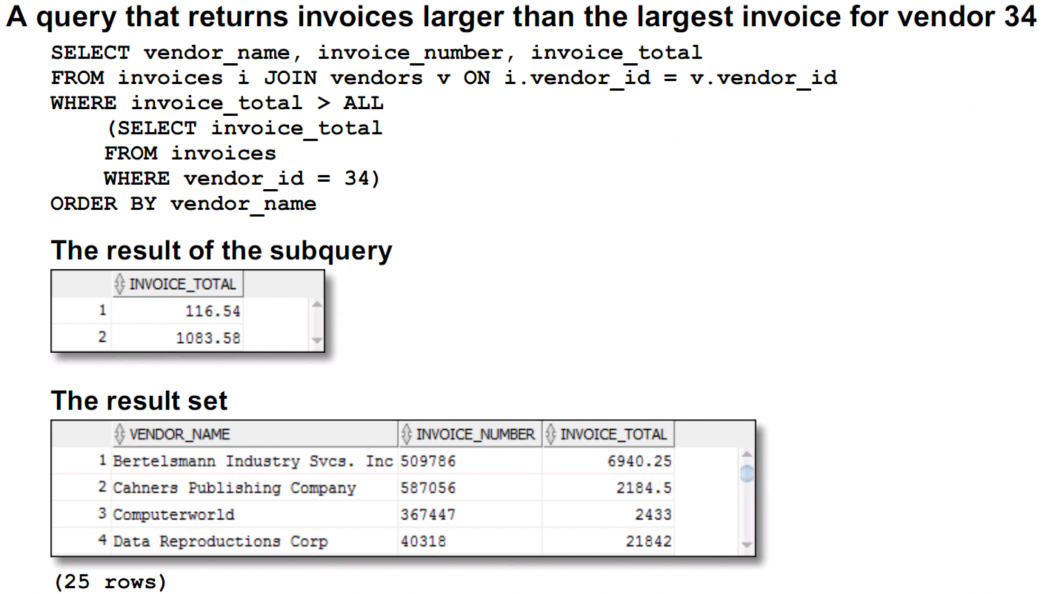 A query that returns invoices larger than the largest invoice for vendor 34
SELECT vendor_name, invoice_number, invoice_total
FROM invoices i JOIN vendors v ON i.vendor_id = v.vendor_id
WHERE invoice_total > ALL
(SELECT invoice_total
FROM invoices
WHERE vendor_id = 34)
ORDER BY vendor_name
The result of the subquery
INVOICE_TOTAL
1 116.54
2 1083.58
The result set
VENDOR_NAME INVOICE_NUMBER INVOICE_TOTAL
1 Bertelsmann Industry Svcs. Inc 509786 6940.25
2 Cahners Publishing Company 587056 2184.5
3 Computerworld 367447 2433
4 Data Reproductions Corp 40318 21842
(25 rows)